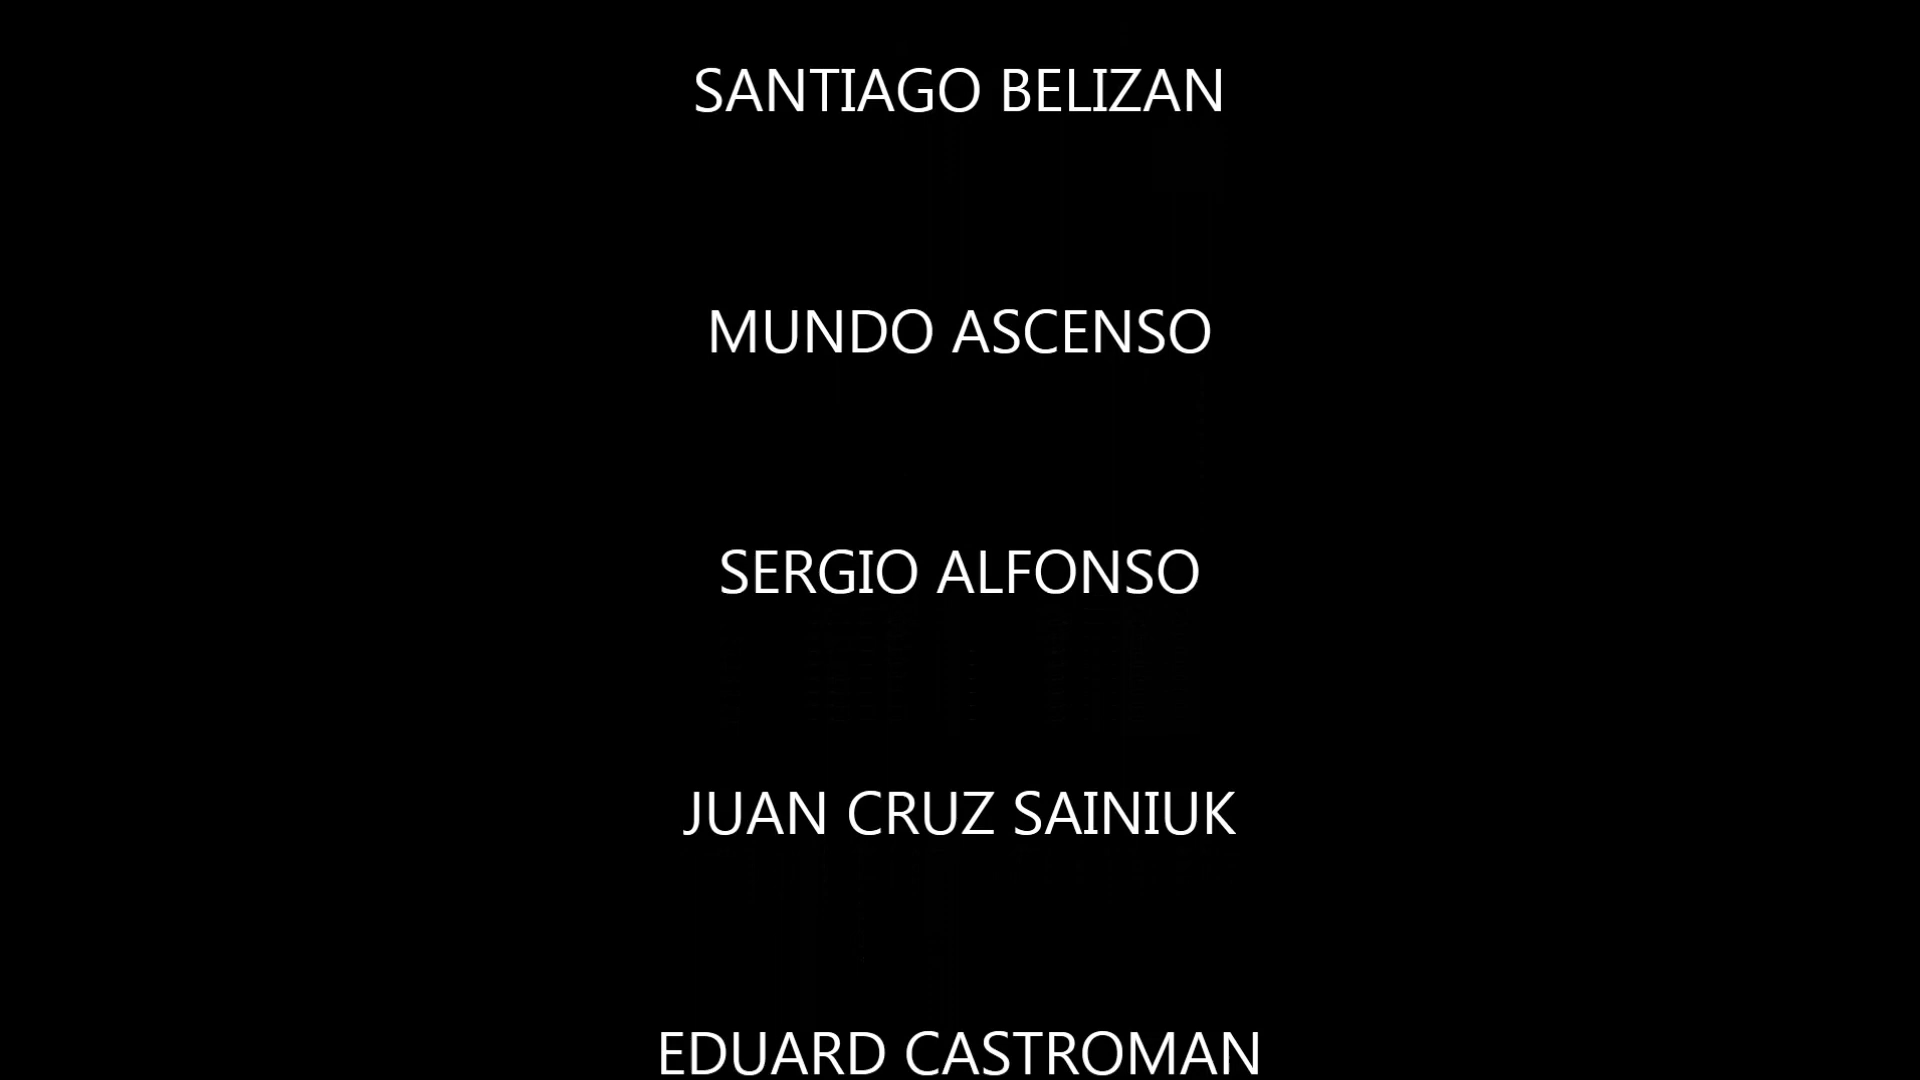 SANTIAGO BELIZAN
MUNDO ASCENSO
SERGIO ALFONSO
JUAN CRUZ SAINIUK
EDUARD CASTROMAN